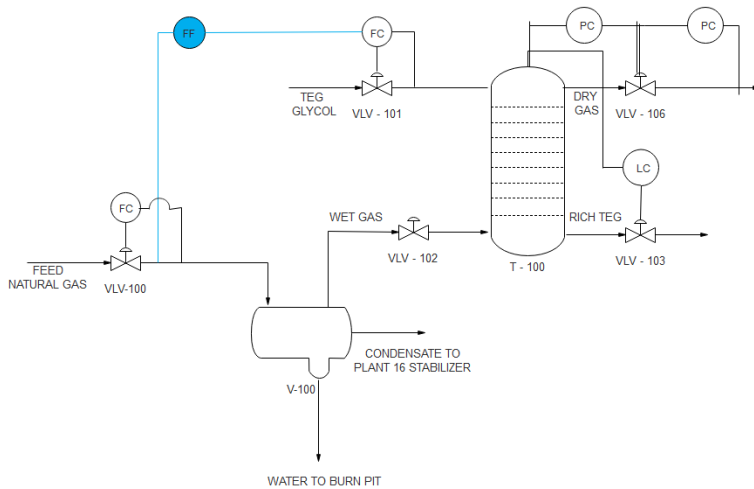 FF
FC
PC
PC
TEG
GLYCOL
VLV - 101
DRY
GAS
VLV - 106
LC
FC
WET GAS
RICH TEG
FEED
NATURAL GAS
VLV-100
VLV - 102
T - 100
VLV - 103
CONDENSATE TO
PLANT 16 STABILIZER
V-100
WATER TO BURN PIT